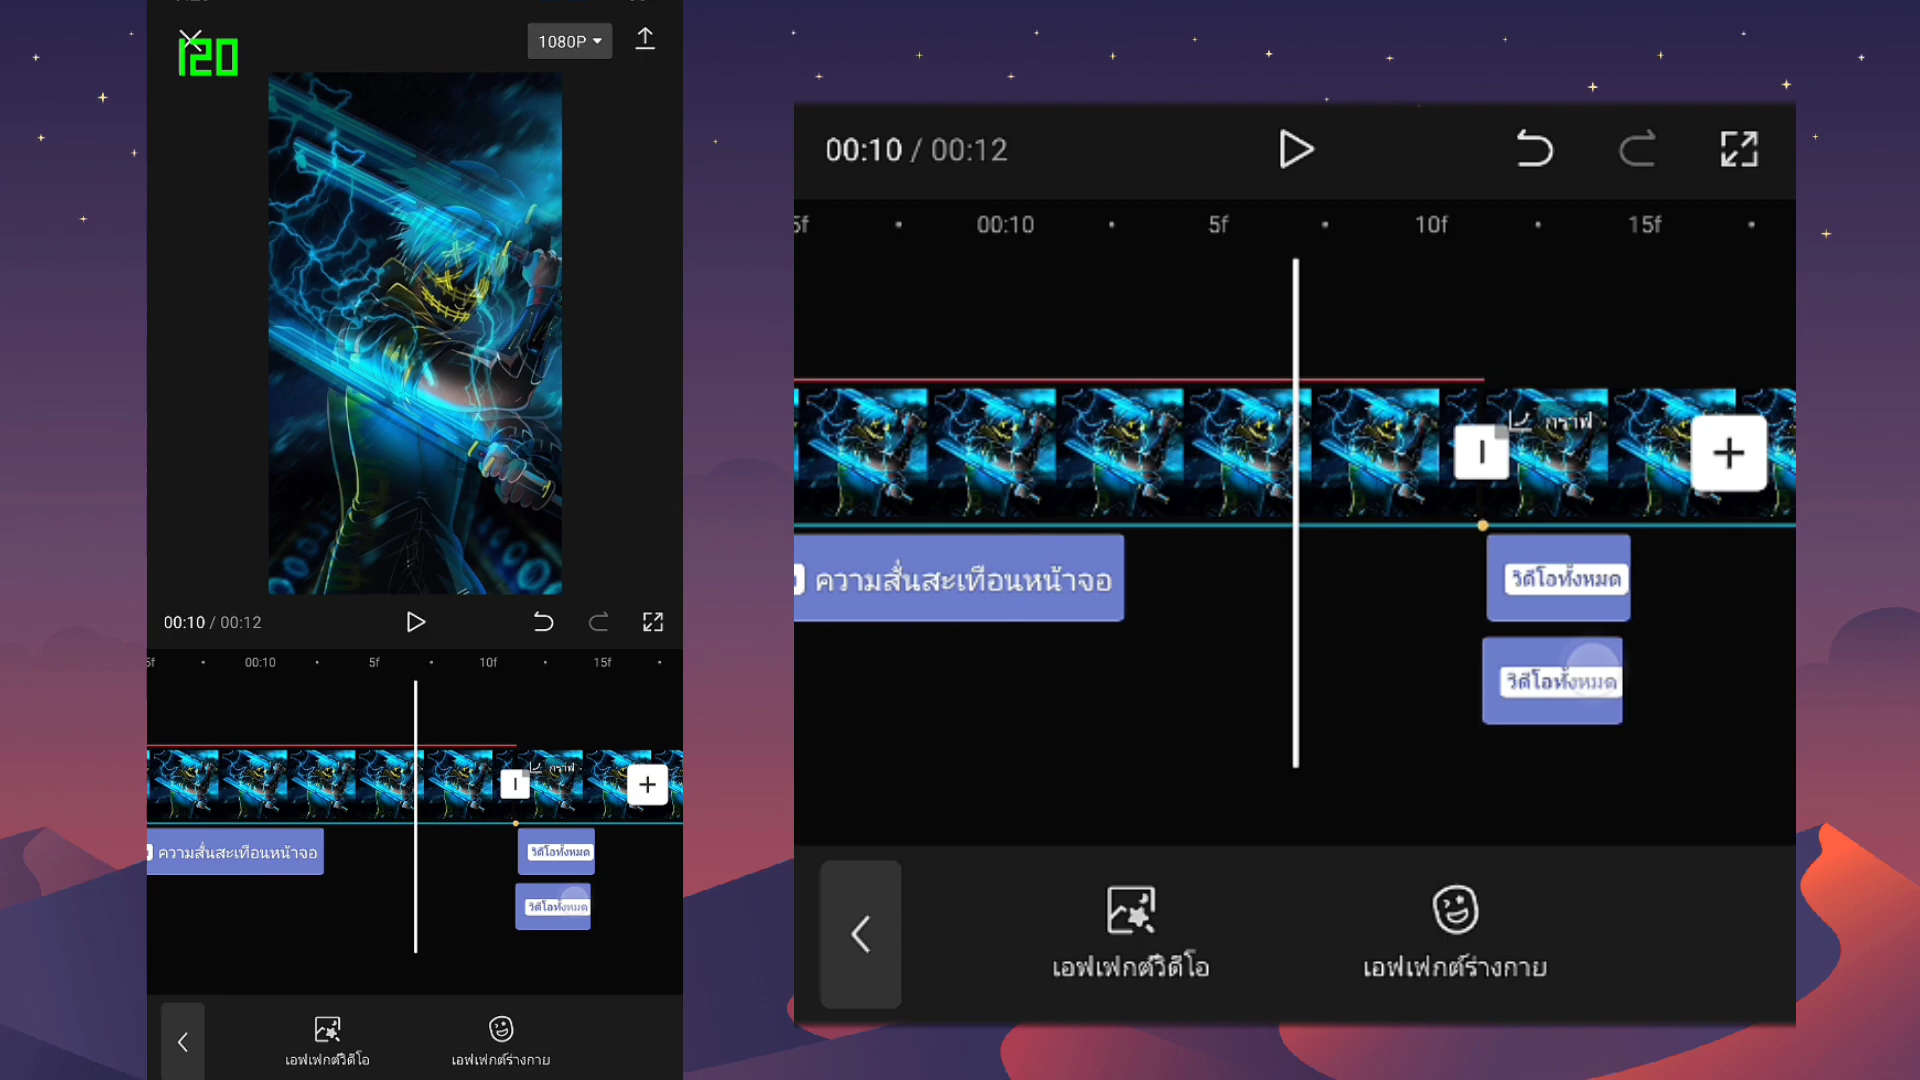 120
1080P
00:10 / 00:12
5f 00:10 5f 10f 15f
กราฟ
ความสั่นสะเทือนหน้าจอ
วิดีโอทั้งหมด
วิดีโอทั้งหมด
เอฟเฟกต์วิดีโอ
เอฟเฟกต์ร่างกาย
00:10 / 00:12
5f 00:10 5f 10f 15f
กราฟ
ความสั่นสะเทือนหน้าจอ
วิดีโอทั้งหมด
วิดีโอทั้งหมด
เอฟเฟกต์วิดีโอ
เอฟเฟกต์ร่างกาย